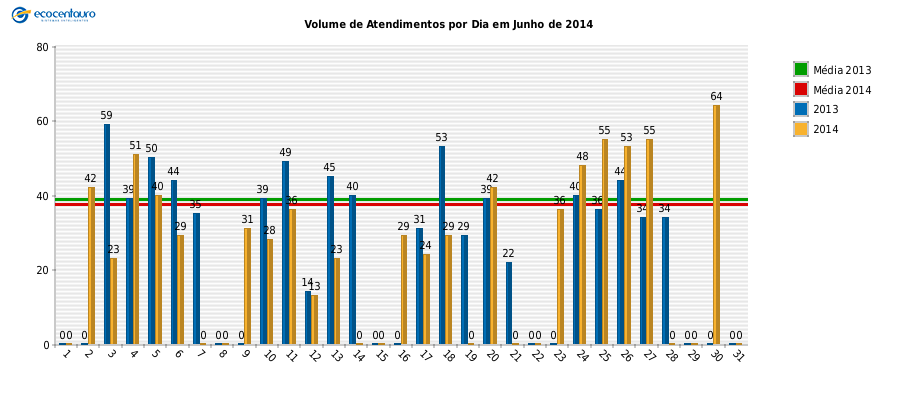 ecocentauro
Volume de Atendimentos por Dia em Junho de 2014
80
60
40
20
0
Média 2013
Média 2014
2013
2014
0 0 0 42 59 23 39 51 50 40 44 29 35 0 0 0 0 31 39 28 49 36 14 13 45 23 40 0 0 0 0 29 31 24 53 29 29 0 39 42 22 0 0 0 0 36 40 48 36 55 44 53 34 55 34 0 0 0 0 64 0 0
1 2 3 4 5 6 7 8 9 10 11 12 13 14 15 16 17 18 19 20 21 22 23 24 25 26 27 28 29 30 31